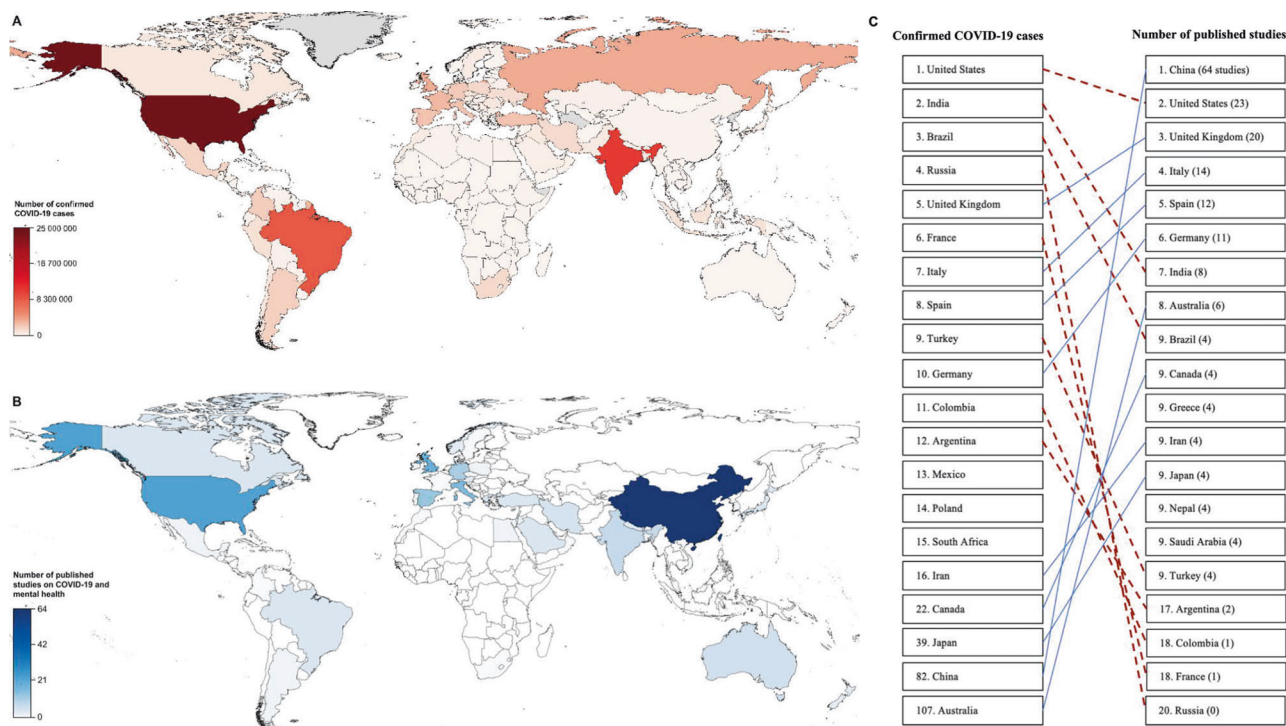 A
Number of confirmed
COVID-19 cases
25 000 000
16 700 000
8 300 000
0
B
Number of published
studies on COVID-19 and
mental health
64
42
21
0
C
Confirmed COVID-19 cases
1. United States
2. India
3. Brazil
4. Russia
5. United Kingdom
6. France
7. Italy
8. Spain
9. Turkey
10. Germany
11. Colombia
12. Argentina
13. Mexico
14. Poland
15. South Africa
16. Iran
22. Canada
39. Japan
82. China
107. Australia
Number of published studies
1. China (64 studies)
2. United States (23)
3. United Kingdom (20)
4. Italy (14)
5. Spain (12)
6. Germany (11)
7. India (8)
8. Australia (6)
9. Brazil (4)
9. Canada (4)
9. Greece (4)
9. Iran (4)
9. Japan (4)
9. Nepal (4)
9. Saudi Arabia (4)
9. Turkey (4)
17. Argentina (2)
18. Colombia (1)
18. France (1)
20. Russia (0)